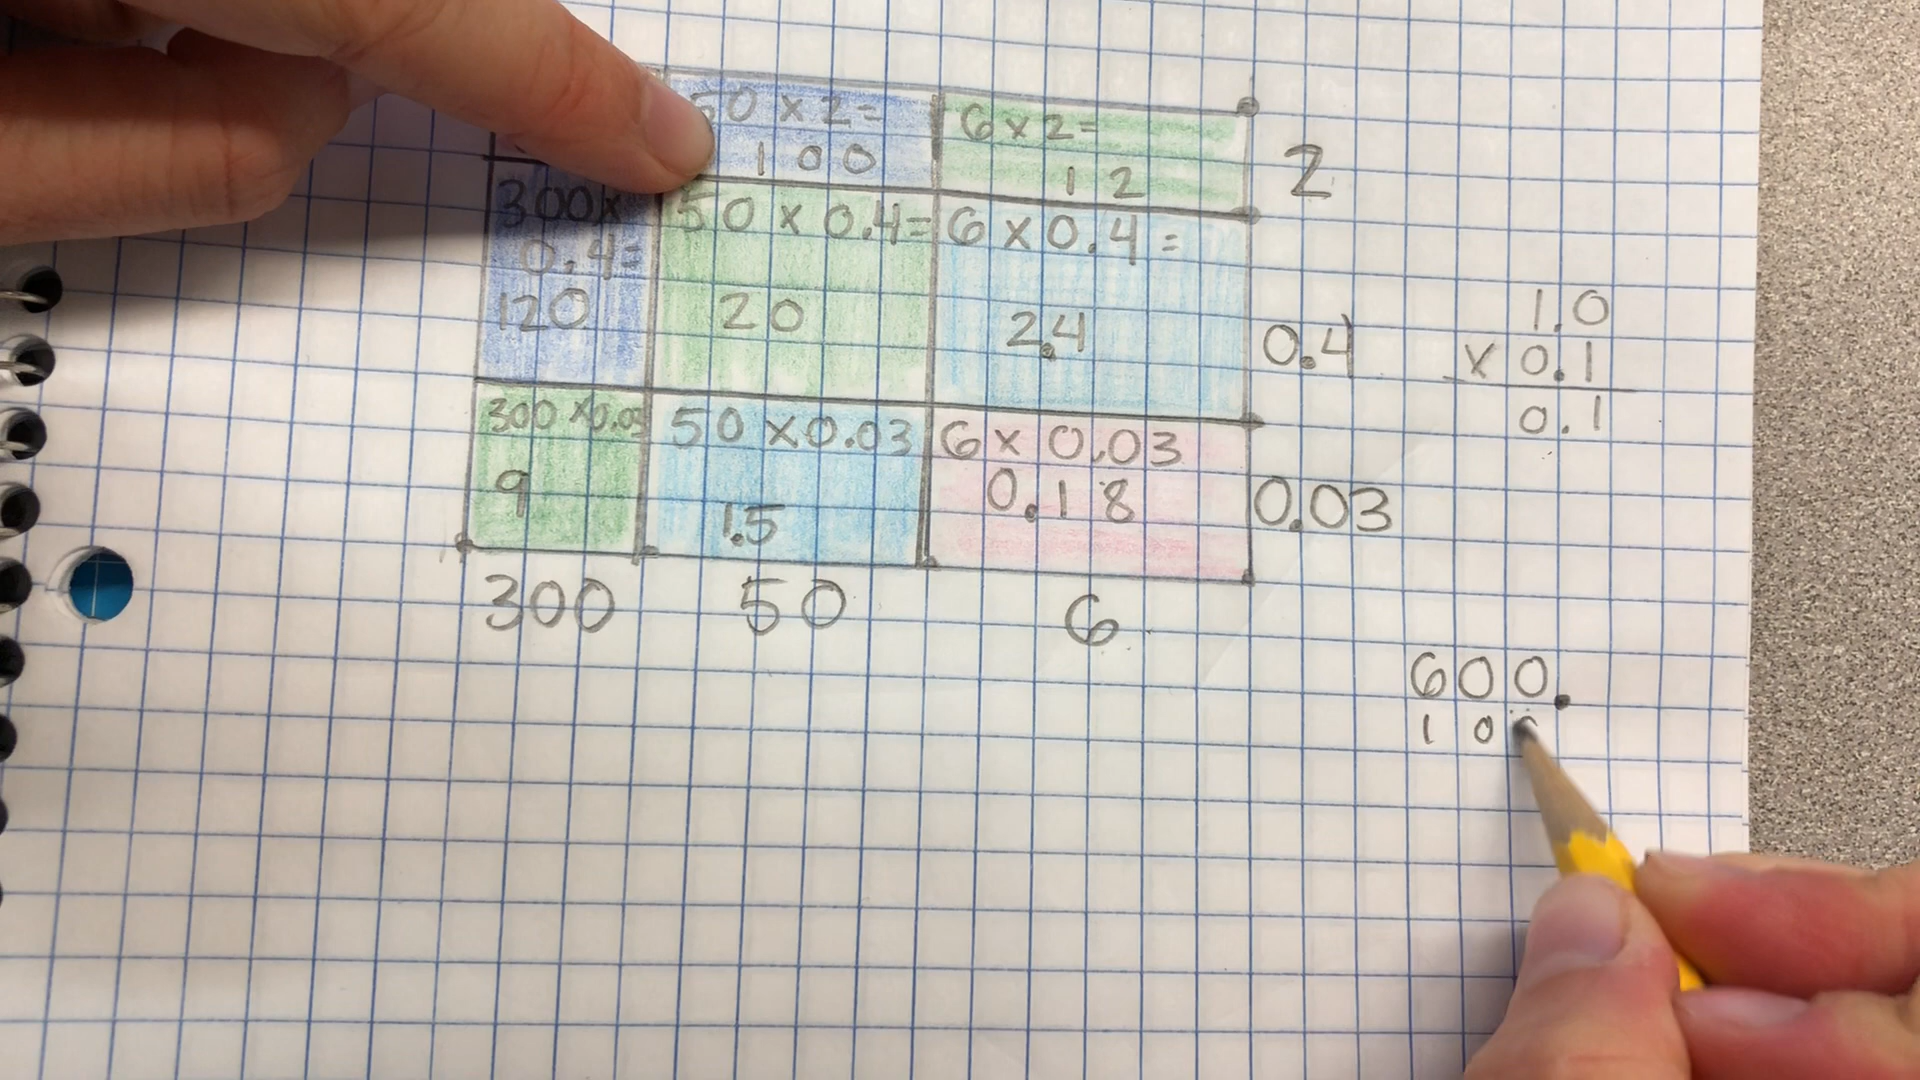 50 x 2 =
100
6 x 2 =
12
2
300 x
0.4 =
120
50 x 0.4 =
20
6 x 0.4 =
2.4
0.4
300 x 0.03
9
50 x 0.03
1.5
6 x 0.03
0.18
0.03
300 50 6
1.0
x 0.1
0.1
600.
100